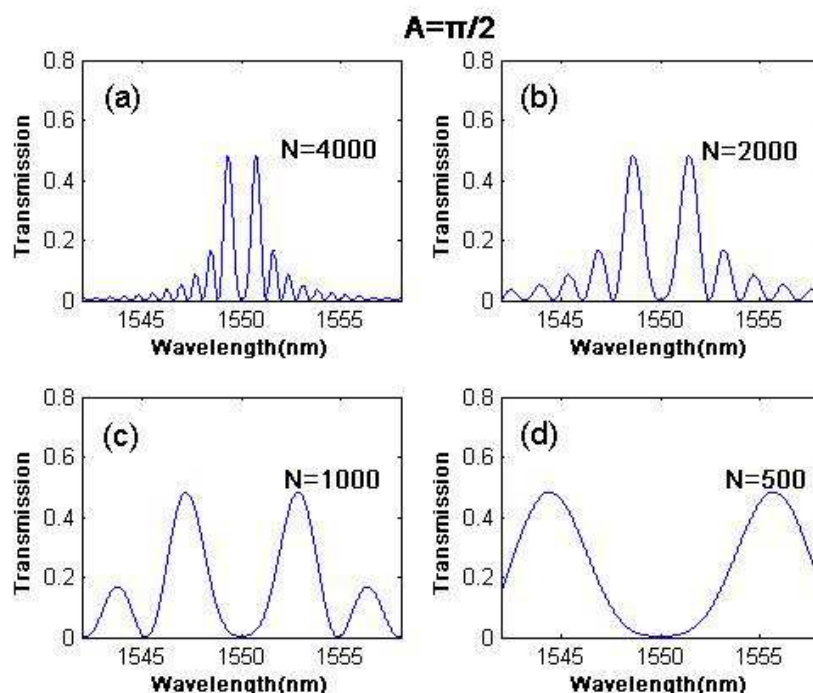 A=π/2
(a)
N=4000
Transmission
0.8
0.6
0.4
0.2
0
1545 1550 1555
Wavelength(nm)
(b)
N=2000
Transmission
0.8
0.6
0.4
0.2
0
1545 1550 1555
Wavelength(nm)
(c)
N=1000
Transmission
0.8
0.6
0.4
0.2
0
1545 1550 1555
Wavelength(nm)
(d)
N=500
Transmission
0.8
0.6
0.4
0.2
0
1545 1550 1555
Wavelength(nm)